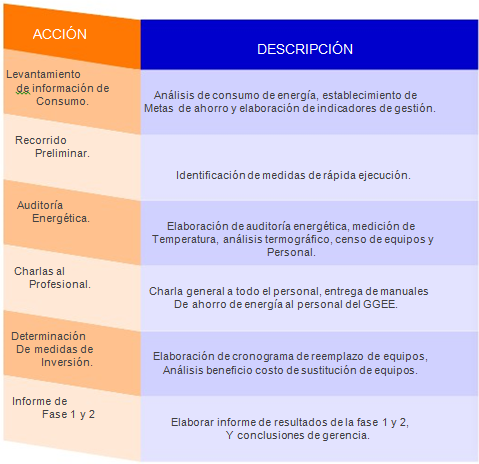 ACCIÓN
DESCRIPCIÓN
Levantamiento
de información de
Consumo.
Análisis de consumo de energía, establecimiento de
Metas de ahorro y elaboración de indicadores de gestión.
Recorrido
Preliminar.
Identificación de medidas de rápida ejecución.
Auditoría
Energética.
Elaboración de auditoría energética, medición de
Temperatura, análisis termográfico, censo de equipos y
Personal.
Charlas al
Profesional.
Charla general a todo el personal, entrega de manuales
De ahorro de energía al personal del GGEE.
Determinación
De medidas de
Inversión.
Elaboración de cronograma de reemplazo de equipos,
Análisis beneficio costo de sustitución de equipos.
Informe de
Fase 1 y 2
Elaborar informe de resultados de la fase 1 y 2,
Y conclusiones de gerencia.